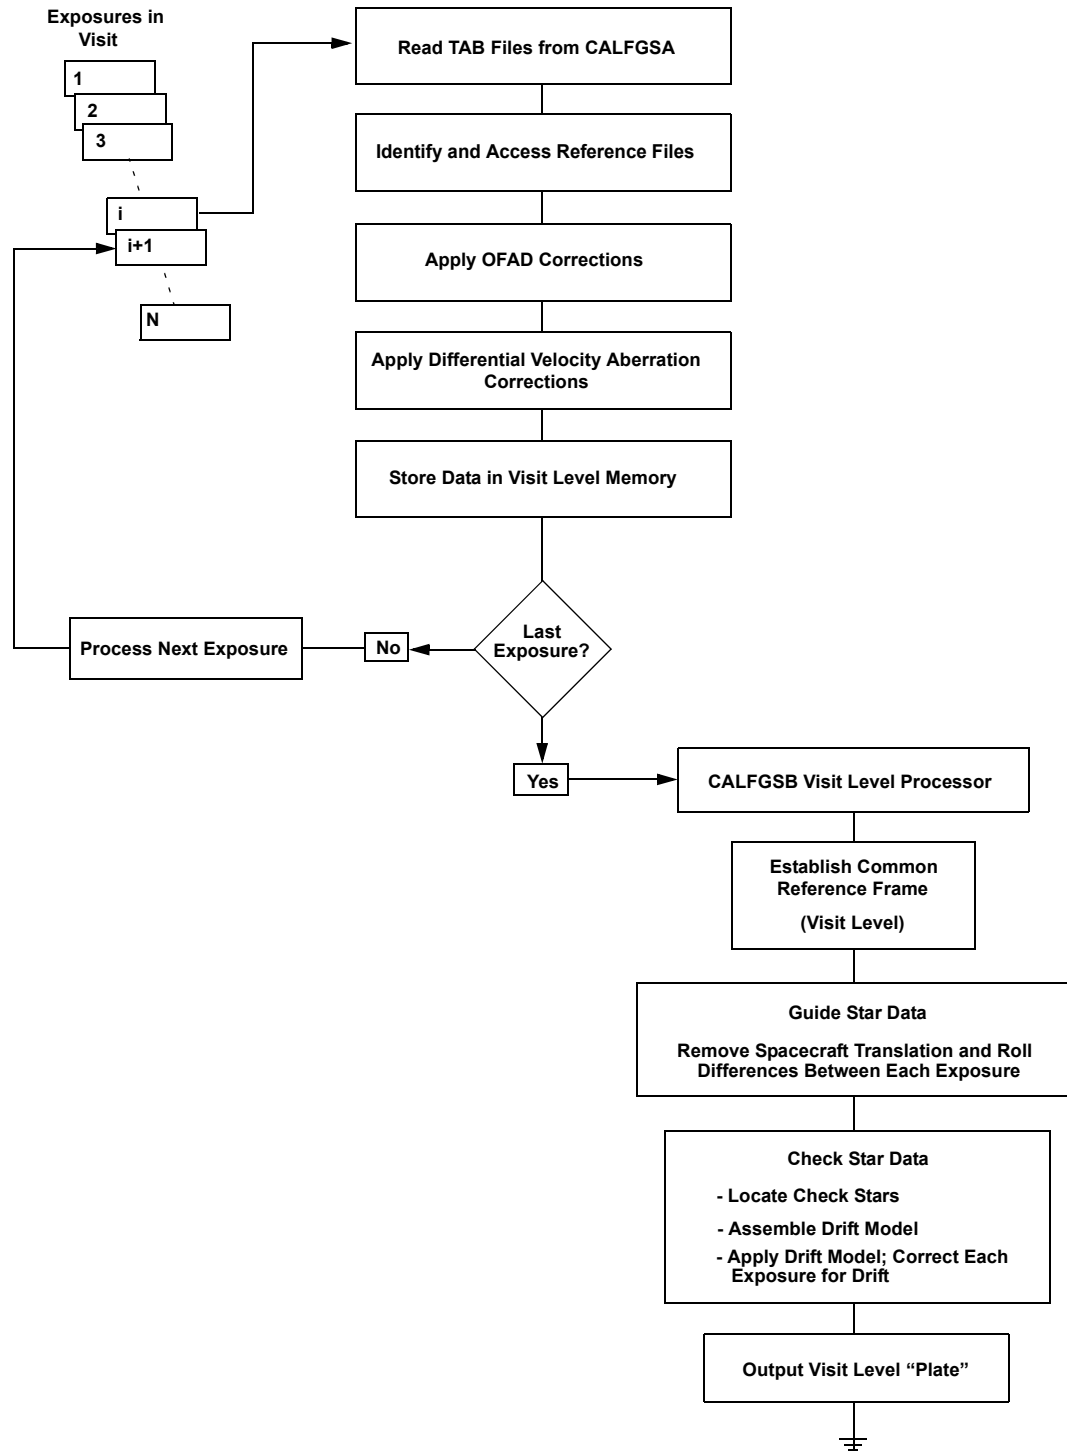 Exposures in
Visit
1
2
3
i
i+1
N
Read TAB Files from CALFGSA
Identify and Access Reference Files
Apply OFAD Corrections
Apply Differential Velocity Aberration
Corrections
Store Data in Visit Level Memory
Last
Exposure?
No
Process Next Exposure
Yes
CALFGSB Visit Level Processor
Establish Common
Reference Frame
(Visit Level)
Guide Star Data
Remove Spacecraft Translation and Roll
Differences Between Each Exposure
Check Star Data
- Locate Check Stars
- Assemble Drift Model
- Apply Drift Model; Correct Each
Exposure for Drift
Output Visit Level “Plate”